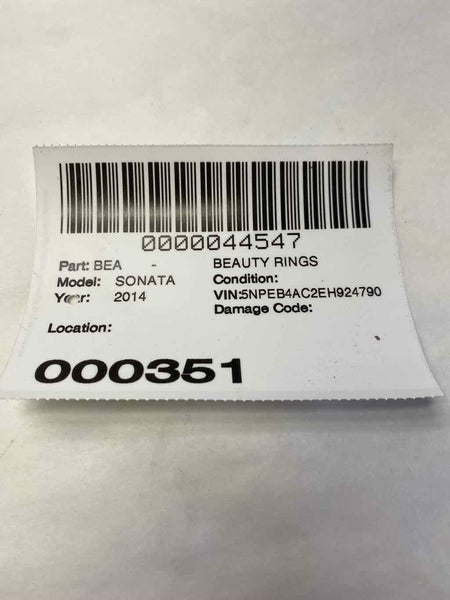 0000044547
Part: BEA - BEAUTY RINGS
Model: SONATA Condition:
Year: 2014 VIN:5NPEB4AC2EH924790
Damage Code:
Location:
000351